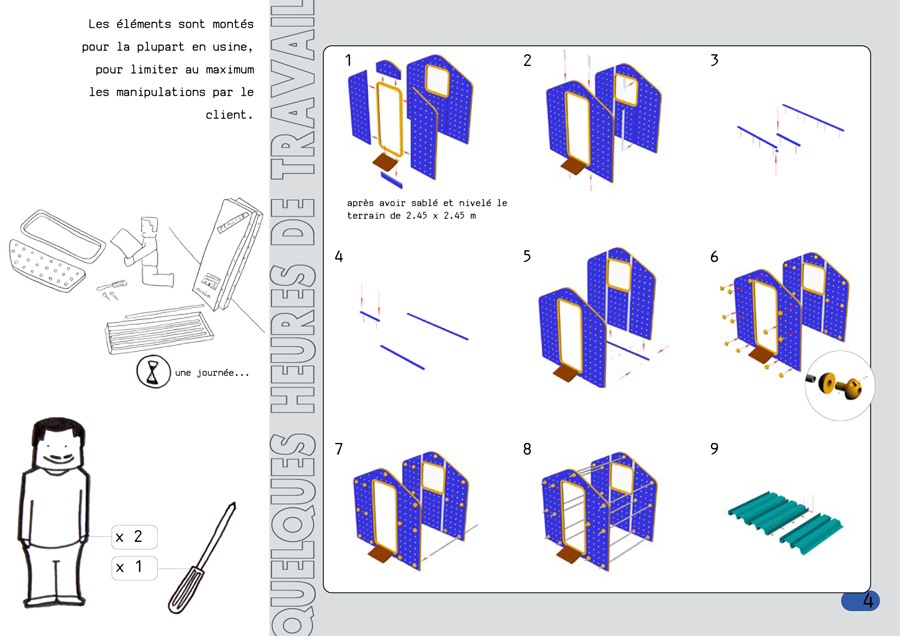 Les éléments sont montés
pour la plupart en usine,
pour limiter au maximum
les manipulations par le
client.
une journée...
x 2
x 1
QUELQUES HEURES DE TRAVAIL
1
après avoir sablé et nivelé le
terrain de 2.45 x 2.45 m
2
3
4
5
6
7
8
9
4